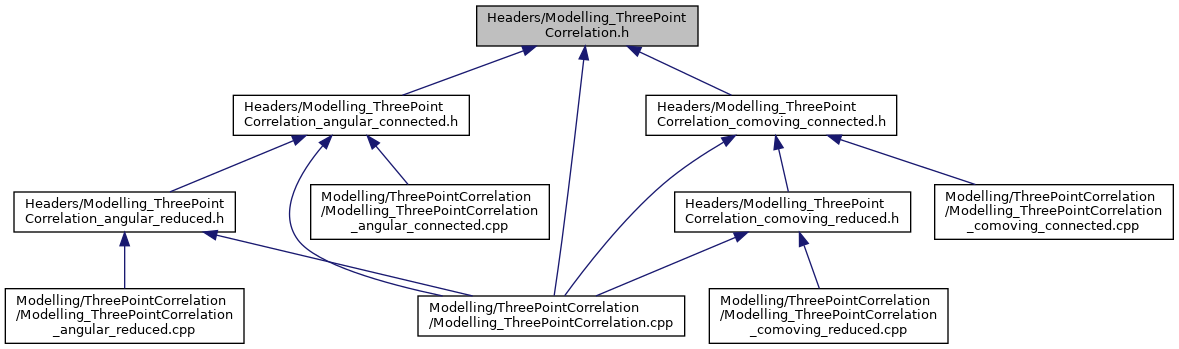 Headers/Modelling_ThreePoint
Correlation.h
Headers/Modelling_ThreePoint
Correlation_angular_connected.h
Headers/Modelling_ThreePoint
Correlation_comoving_connected.h
Headers/Modelling_ThreePoint
Correlation_angular_reduced.h
Modelling/ThreePointCorrelation
/Modelling_ThreePointCorrelation
_angular_connected.cpp
Headers/Modelling_ThreePoint
Correlation_comoving_reduced.h
Modelling/ThreePointCorrelation
/Modelling_ThreePointCorrelation
_comoving_connected.cpp
Modelling/ThreePointCorrelation
/Modelling_ThreePointCorrelation
_angular_reduced.cpp
Modelling/ThreePointCorrelation
/Modelling_ThreePointCorrelation.cpp
Modelling/ThreePointCorrelation
/Modelling_ThreePointCorrelation
_comoving_reduced.cpp